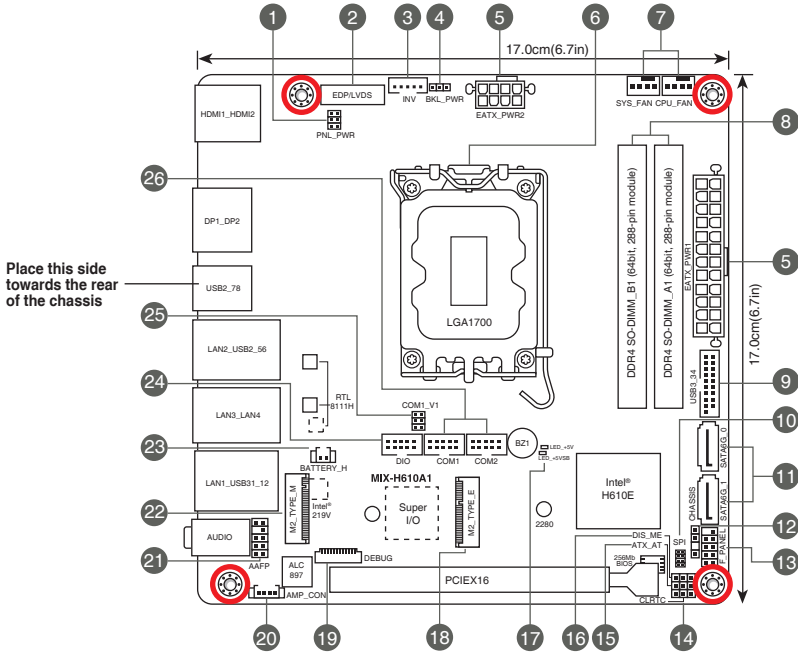 1
2
3
4
5
6
7
17.0cm(6.7in)
EDP/LVDS
INV
BKL_PWR
EATX_PWR2
SYS_FAN
CPU_FAN
HDMI1_HDMI2
PNL_PWR
8
26
DP1_DP2
DDR4 SO-DIMM_B1 (64bit, 288-pin module)
DDR4 SO-DIMM_A1 (64bit, 288-pin module)
EATX_PWR1
5
Place this side
towards the rear
of the chassis
USB2_78
17.0cm(6.7in)
25
LGA1700
LAN2_USB2_56
24
RTL
8111H
USB3_34
9
COM1_V1
10
LAN3_LAN4
23
BATTERY_H
DIO
COM1
COM2
BZ1
LED_+5V
LED_+5VSB
SATA6G_0
11
LAN1_USB31_12
MIX-H610A1
Intel®
H610E
CHASSIS
SATA6G_1
22
M2_TYPE_M
Intel®
219V
Super
I/O
M2_TYPE_E
2280
12
DIS_ME
SPI
F_PANEL
AUDIO
ATX_AT
13
21
AAFP
ALC
897
DEBUG
256Mb
BIOS
PCIEX16
AMP_CON
CLRTC
20
19
18
17
16
15
14